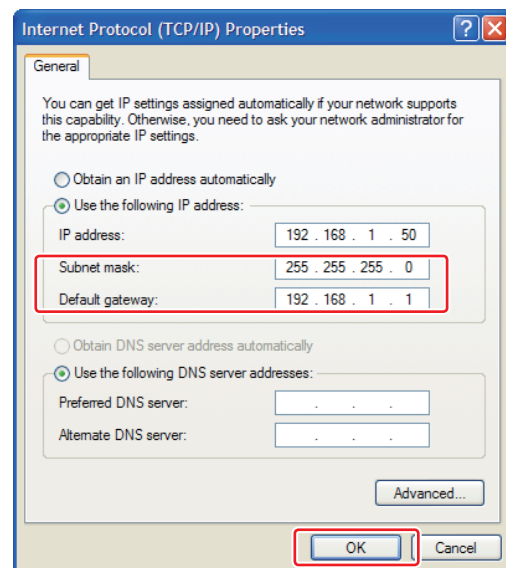 Internet Protocol (TCP/IP) Properties
General
You can get IP settings assigned automatically if your network supports
this capability. Otherwise, you need to ask your network administrator for
the appropriate IP settings.
Obtain an IP address automatically
Use the following IP address:
IP address: 192 . 168 . 1 . 50
Subnet mask: 255 . 255 . 255 . 0
Default gateway: 192 . 168 . 1 . 1
Obtain DNS server address automatically
Use the following DNS server addresses:
Preferred DNS server: . . .
Alternate DNS server: . . .
Advanced...
OK Cancel